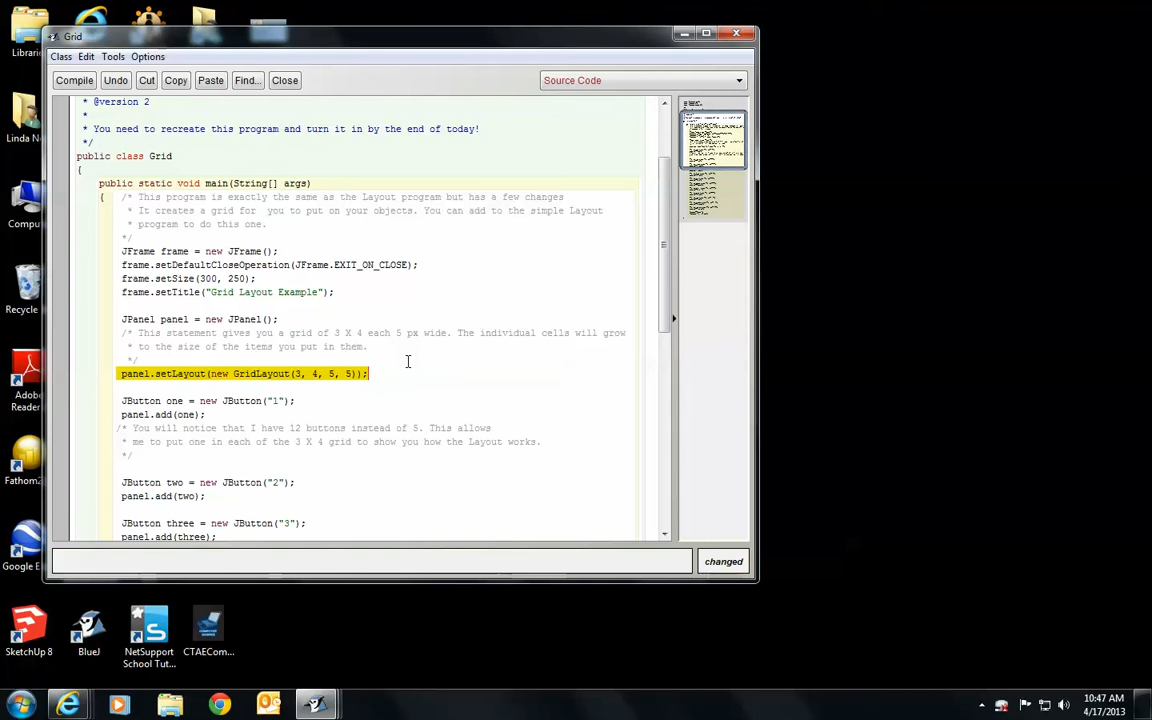 Librari
Grid
Class Edit Tools Options
Compile Undo Cut Copy Paste Find... Close Source Code
* @version 2
*
* You need to recreate this program and turn it in by the end of today!
*/
public class Grid
{
public static void main(String[] args)
{ /* This program is exactly the same as the Layout program but has a few changes
* It creates a grid for you to put on your objects. You can add to the simple Layout
* program to do this one.
*/
JFrame frame = new JFrame();
frame.setDefaultCloseOperation(JFrame.EXIT_ON_CLOSE);
frame.setSize(300, 250);
frame.setTitle("Grid Layout Example");
JPanel panel = new JPanel();
/* This statement gives you a grid of 3 X 4 each 5 px wide. The individual cells will grow
* to the size of the items you put in them.
*/
panel.setLayout(new GridLayout(3, 4, 5, 5));
JButton one = new JButton("1");
panel.add(one);
/* You will notice that I have 12 buttons instead of 5. This allows
* me to put one in each of the 3 X 4 grid to show you how the Layout works.
*/
JButton two = new JButton("2");
panel.add(two);
JButton three = new JButton("3");
panel.add(three);
changed
Linda N
Compu
Recycle
Adobe
Reade
Fathom2
Google E
SketchUp 8
BlueJ
NetSupport
School Tut...
CTAECom...
10:47 AM
4/17/2013